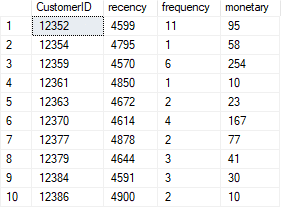 CustomerID recency frequency monetary
1 12352 4599 11 95
2 12354 4795 1 58
3 12359 4570 6 254
4 12361 4850 1 10
5 12363 4672 2 23
6 12370 4614 4 167
7 12377 4878 2 77
8 12379 4644 3 41
9 12384 4591 3 30
10 12386 4900 2 10